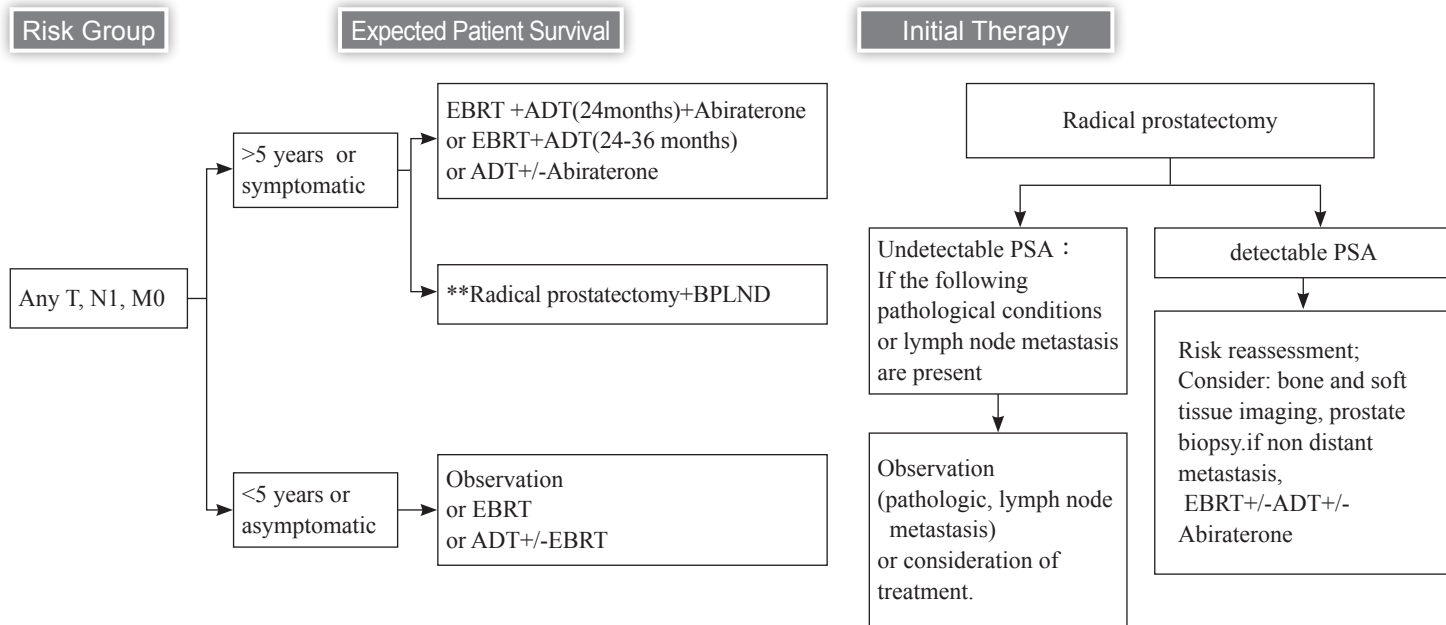 Risk Group
Expected Patient Survival
Initial Therapy
Any T, N1, M0
>5 years or
symptomatic
EBRT +ADT(24months)+Abiraterone
or EBRT+ADT(24-36 months)
or ADT+/-Abiraterone
**Radical prostatectomy+BPLND
<5 years or
asymptomatic
Observation
or EBRT
or ADT+/-EBRT
Radical prostatectomy
Undetectable PSA：
If the following
pathological conditions
or lymph node metastasis
are present
Observation
(pathologic, lymph node
metastasis)
or consideration of
treatment.
detectable PSA
Risk reassessment;
Consider: bone and soft
tissue imaging, prostate
biopsy.if non distant
metastasis,
EBRT+/-ADT+/-
Abiraterone